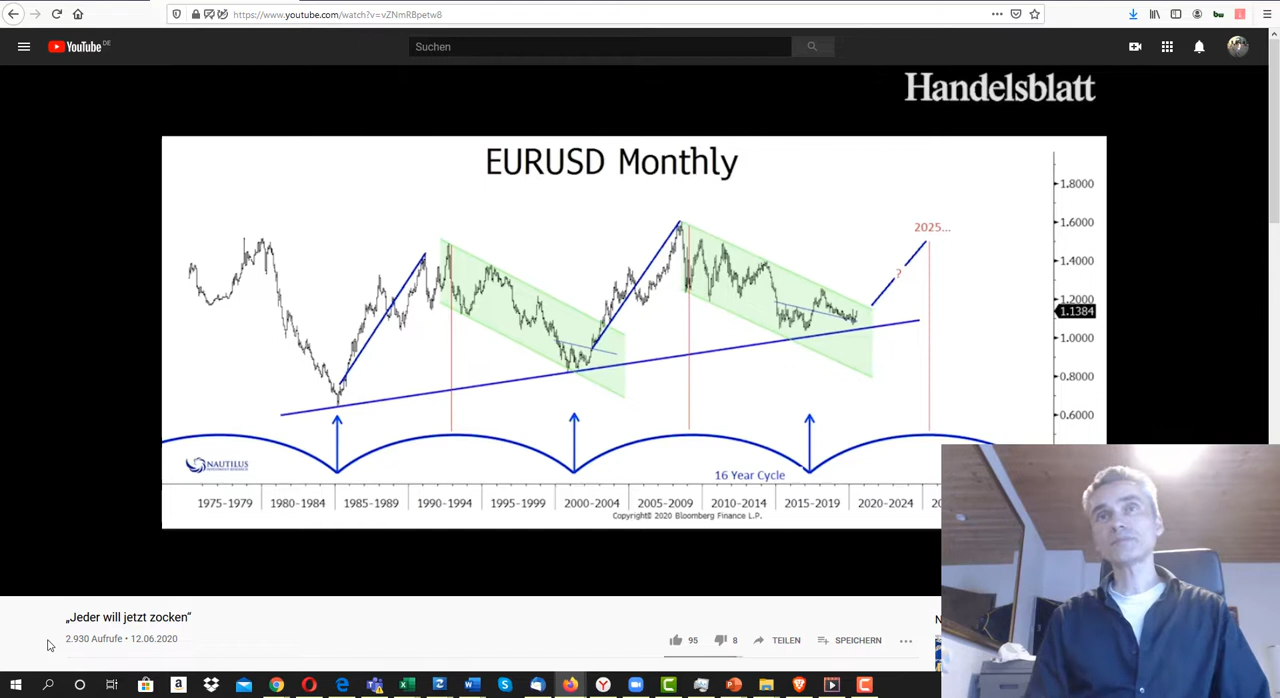 https://www.youtube.com/watch?v=vZNmRBpetw8
YouTube DE
Suchen
Handelsblatt
EURUSD Monthly
1.8000
1.6000
2025...
1.4000
?
1.2000
1.1384
1.0000
0.8000
0.6000
NAUTILUS
16 Year Cycle
1975-1979 1980-1984 1985-1989 1990-1994 1995-1999 2000-2004 2005-2009 2010-2014 2015-2019 2020-2024
Copyright© 2020 Bloomberg Finance L.P.
„Jeder will jetzt zocken“
2.930 Aufrufe • 12.06.2020
95 8 TEILEN SPEICHERN